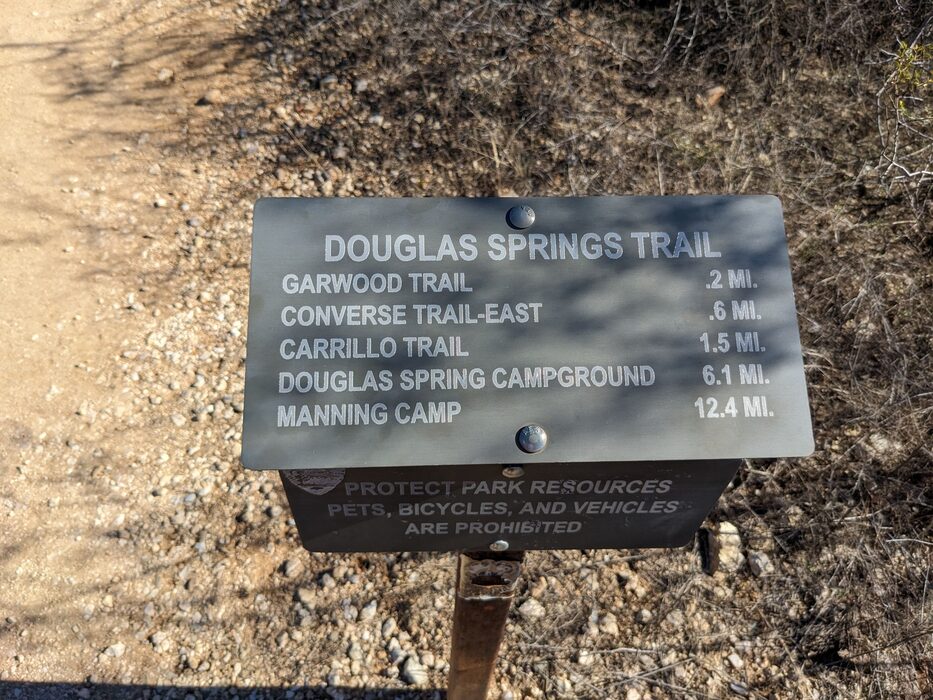 DOUGLAS SPRINGS TRAIL
GARWOOD TRAIL .2 MI.
CONVERSE TRAIL-EAST .6 MI.
CARRILLO TRAIL 1.5 MI.
DOUGLAS SPRING CAMPGROUND 6.1 MI.
MANNING CAMP 12.4 MI.
PROTECT PARK RESOURCES
PETS, BICYCLES, AND VEHICLES
ARE PROHIBITED